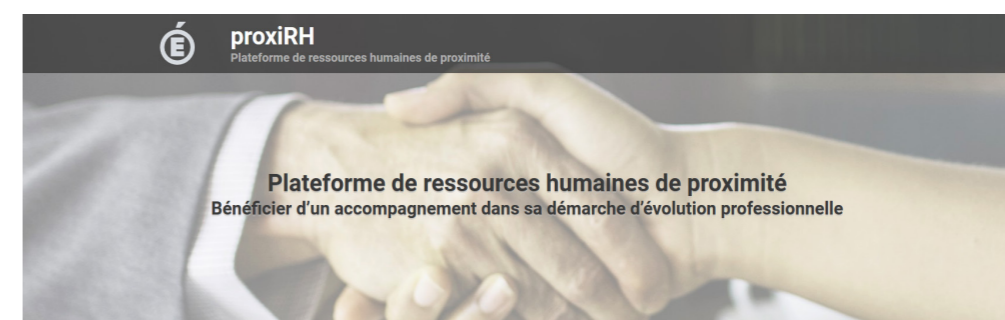 É
proxiRH
Plateforme de ressources humaines de proximité
Plateforme de ressources humaines de proximité
Bénéficier d'un accompagnement dans sa démarche d'évolution professionnelle